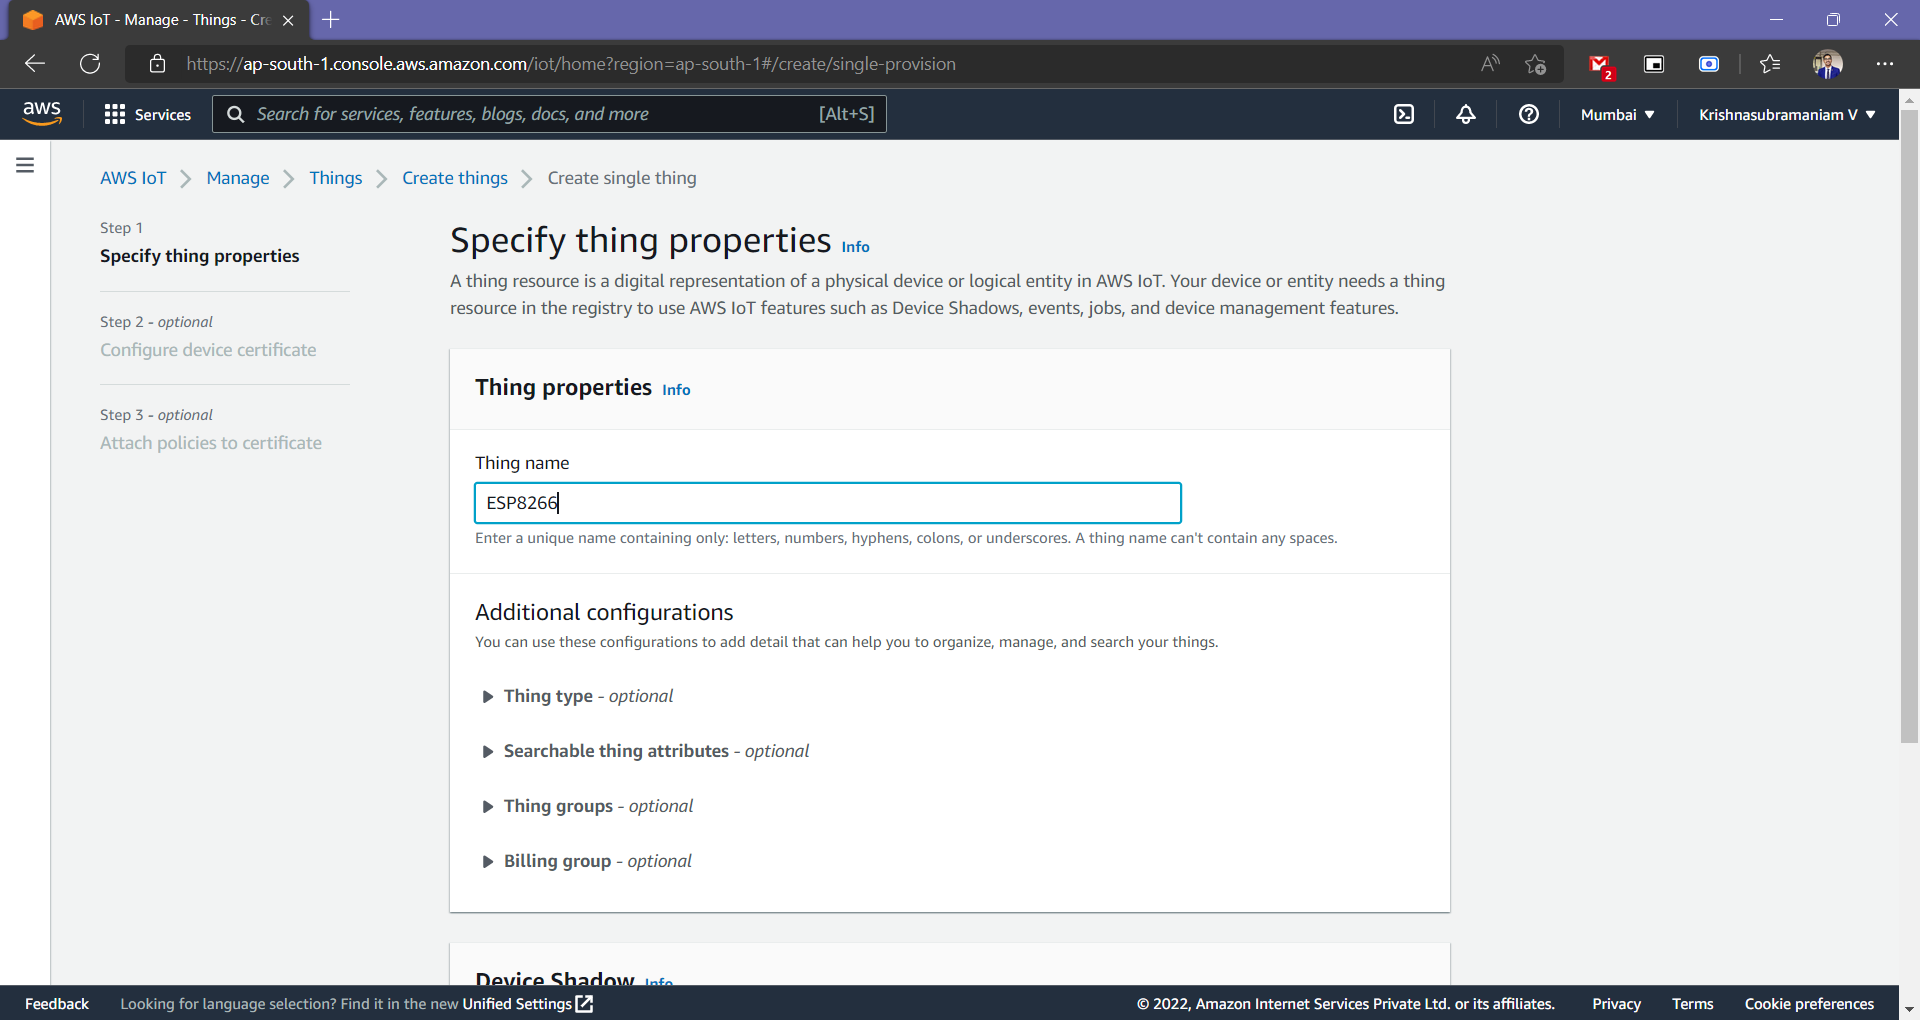 AWS IoT - Manage - Things - Cre
https://ap-south-1.console.aws.amazon.com/iot/home?region=ap-south-1#/create/single-provision
2
aws
Services
Search for services, features, blogs, docs, and more
[Alt+S]
Mumbai
Krishnasubramaniam V
AWS IoT
Manage
Things
Create things
Create single thing
Step 1
Specify thing properties
Step 2 - optional
Configure device certificate
Step 3 - optional
Attach policies to certificate
Specify thing properties Info
A thing resource is a digital representation of a physical device or logical entity in AWS IoT. Your device or entity needs a thing
resource in the registry to use AWS IoT features such as Device Shadows, events, jobs, and device management features.
Thing properties Info
Thing name
ESP8266
Enter a unique name containing only: letters, numbers, hyphens, colons, or underscores. A thing name can't contain any spaces.
Additional configurations
You can use these configurations to add detail that can help you to organize, manage, and search your things.
Thing type - optional
Searchable thing attributes - optional
Thing groups - optional
Billing group - optional
Device Shadow Info
Feedback
Looking for language selection? Find it in the new Unified Settings
© 2022, Amazon Internet Services Private Ltd. or its affiliates.
Privacy
Terms
Cookie preferences